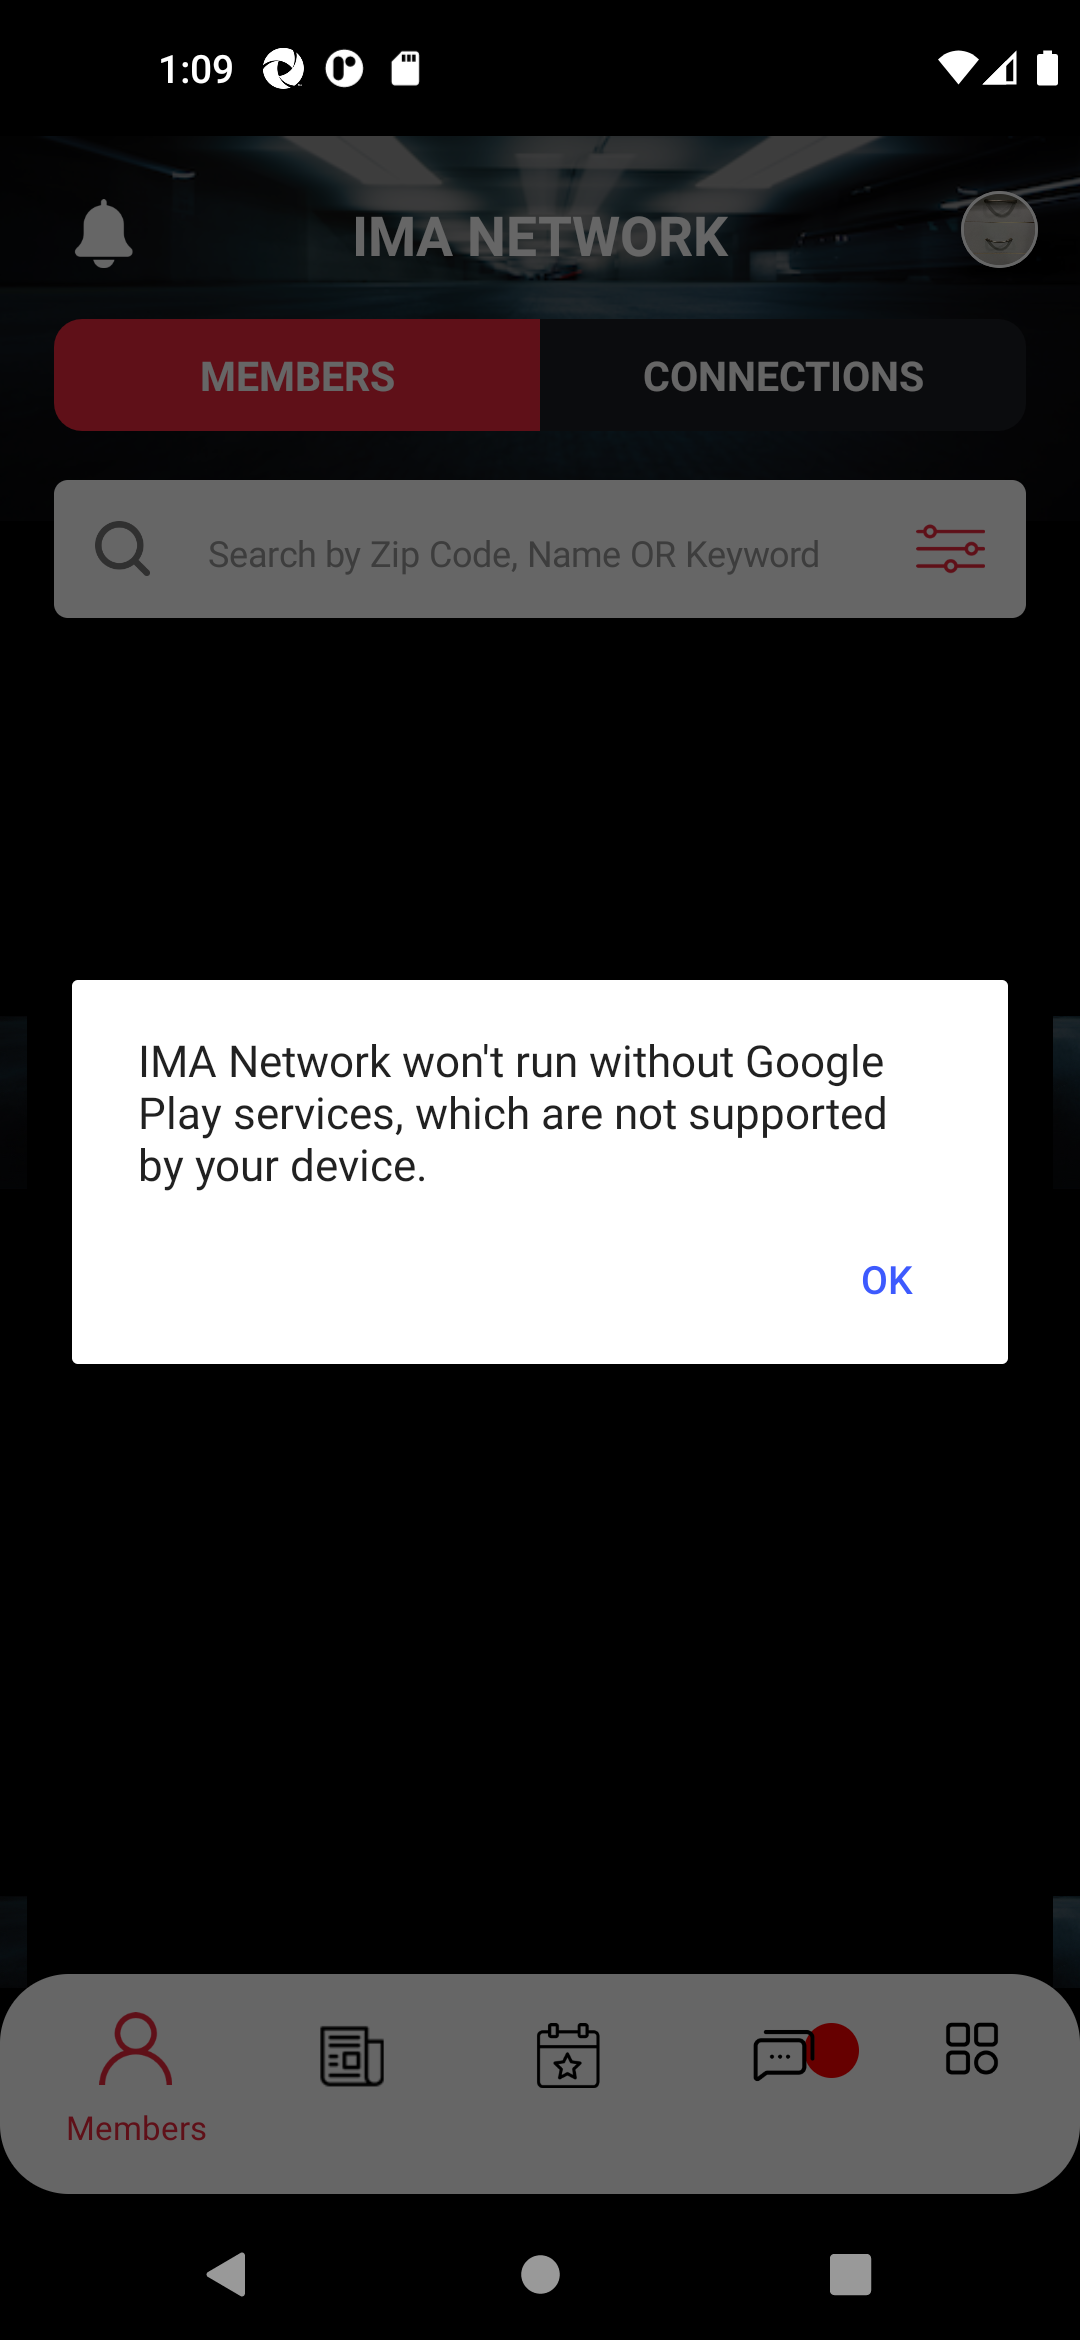 1:09
IMA NETWORK
MEMBERS
CONNECTIONS
Search by Zip Code, Name OR Keyword
IMA Network won't run without Google
Play services, which are not supported
by your device.
OK
Members